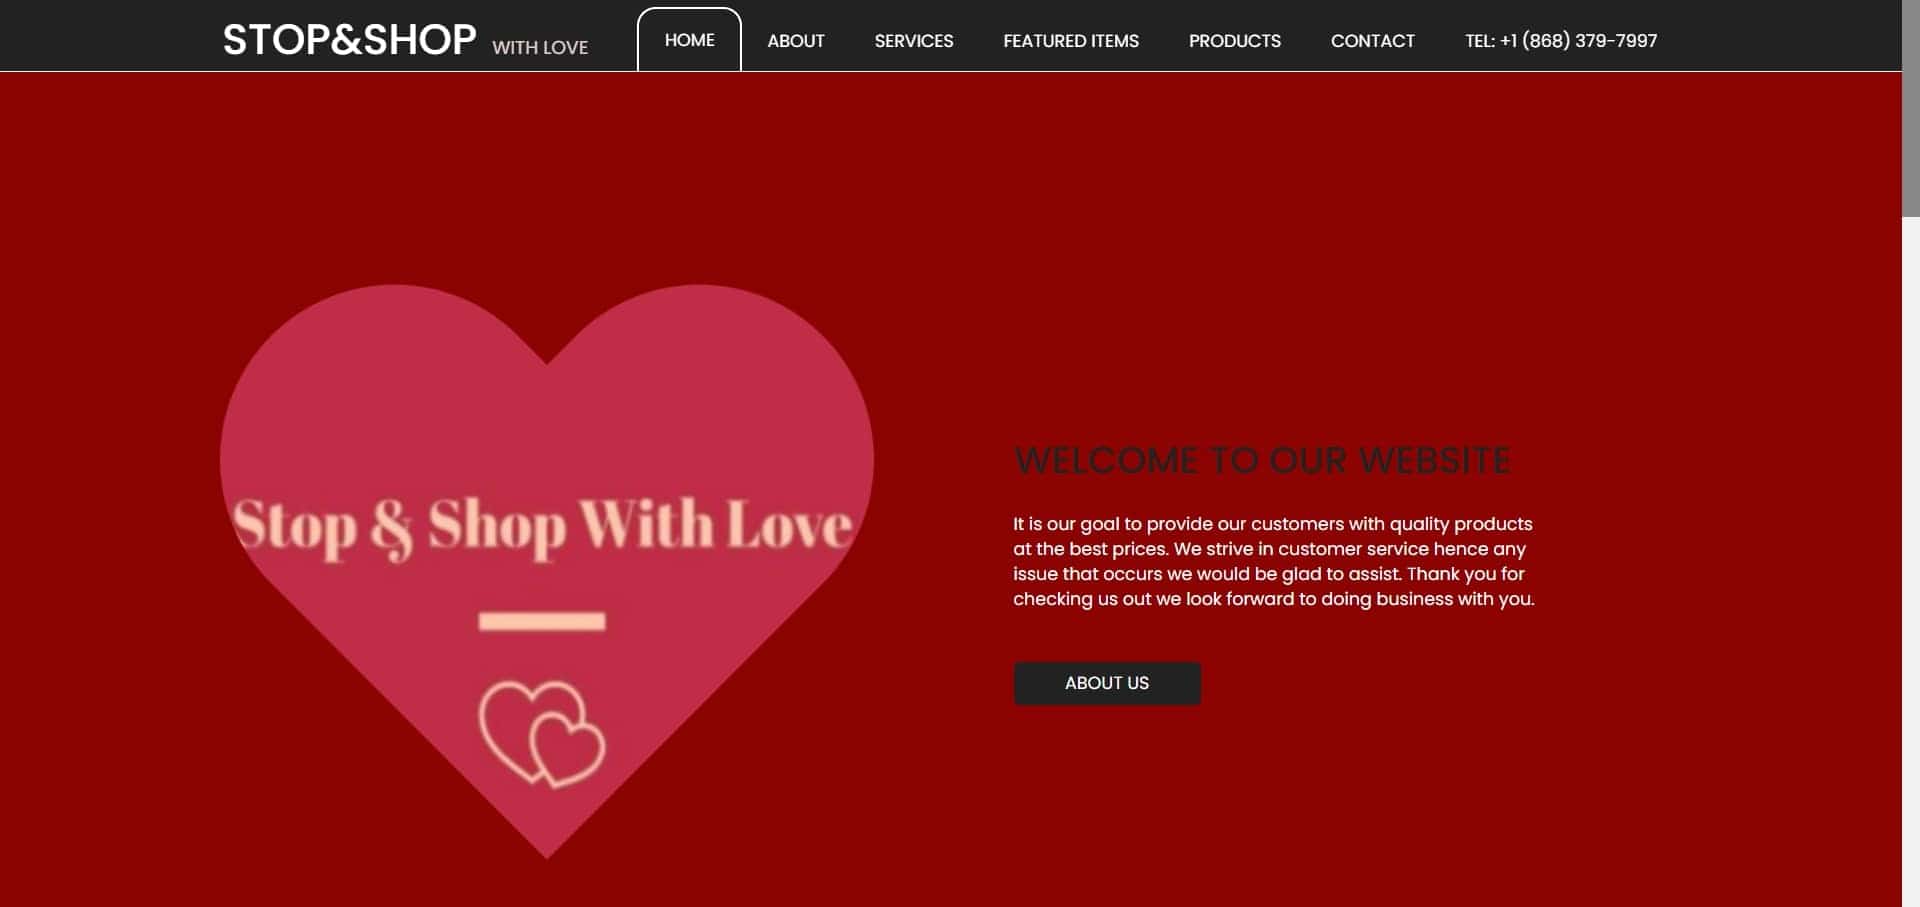 STOP&SHOP WITH LOVE
HOME
ABOUT
SERVICES
FEATURED ITEMS
PRODUCTS
CONTACT
TEL: +1 (868) 379-7997
Stop & Shop With Love
WELCOME TO OUR WEBSITE
It is our goal to provide our customers with quality products
at the best prices. We strive in customer service hence any
issue that occurs we would be glad to assist. Thank you for
checking us out we look forward to doing business with you.
ABOUT US